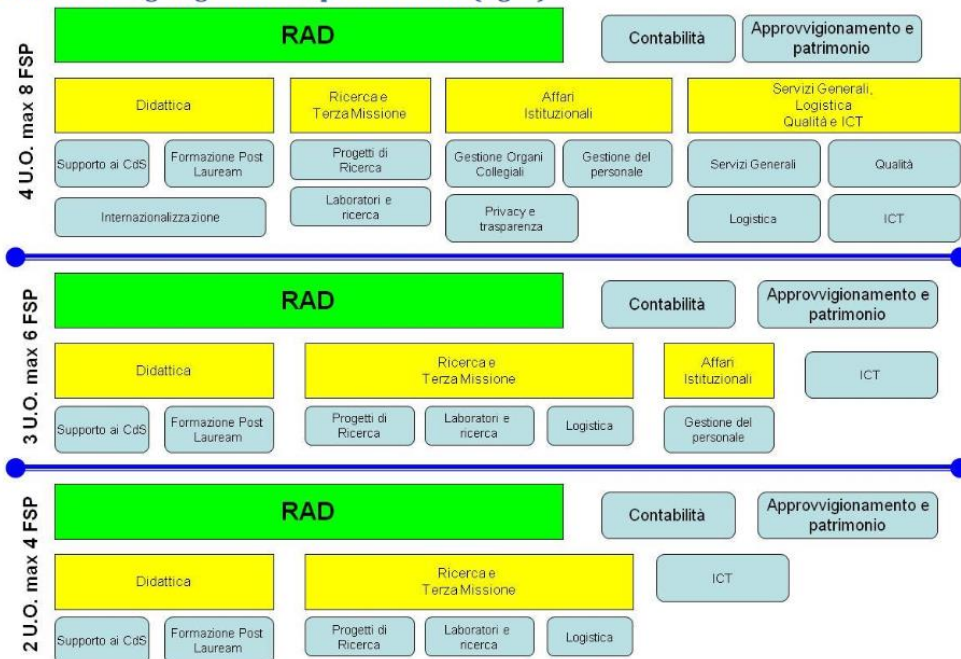 4 U.O. max 8 FSP
RAD
Contabilità
Approvvigionamento e
patrimonio
Didattica
Ricerca e
Terza Missione
Affari
Istituzionali
Servizi Generali,
Logistica
Qualità e ICT
Supporto ai CdS
Formazione Post
Lauream
Progetti di
Ricerca
Gestione Organi
Collegiali
Gestione del
personale
Servizi Generali
Qualità
Internazionalizzazione
Laboratori e
ricerca
Privacy e
trasparenza
Logistica
ICT
3 U.O. max 6 FSP
RAD
Contabilità
Approvvigionamento e
patrimonio
Didattica
Ricerca e
Terza Missione
Affari
Istituzionali
ICT
Supporto ai CdS
Formazione Post
Lauream
Progetti di
Ricerca
Laboratori e
ricerca
Logistica
Gestione del
personale
2 U.O. max 4 FSP
RAD
Contabilità
Approvvigionamento e
patrimonio
Didattica
Ricerca e
Terza Missione
ICT
Supporto ai CdS
Formazione Post
Lauream
Progetti di
Ricerca
Laboratori e
ricerca
Logistica